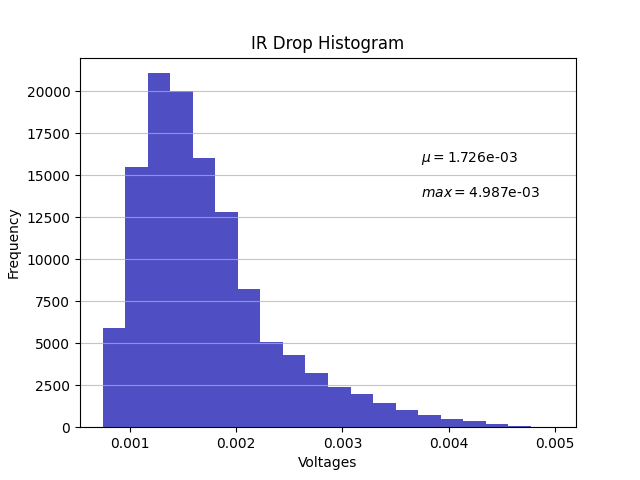 IR Drop Histogram
20000
17500
15000
12500
10000
7500
5000
2500
0
Frequency
μ = 1.726e-03
max = 4.987e-03
0.001 0.002 0.003 0.004 0.005
Voltages